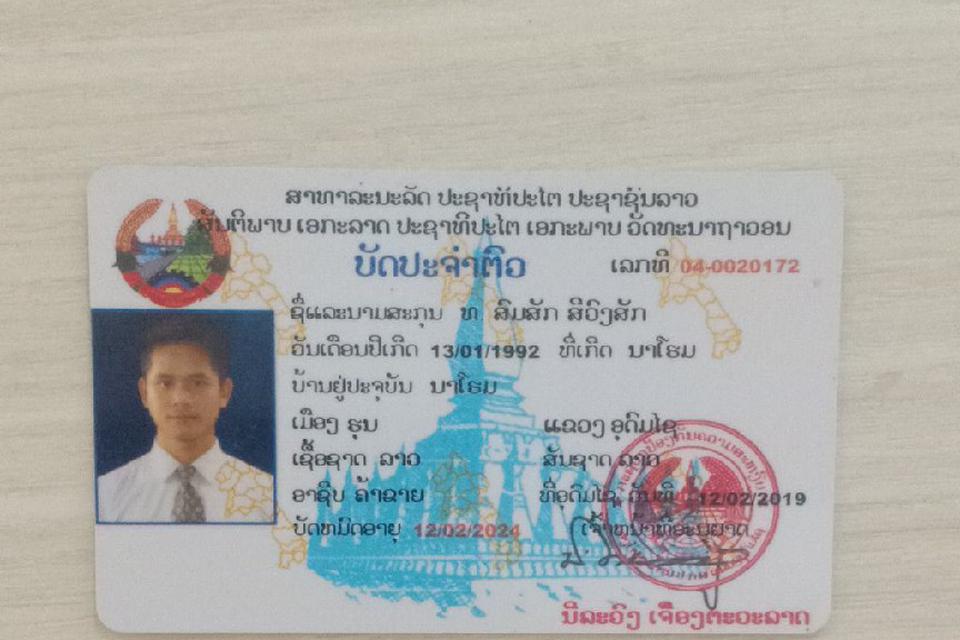 ສາທາລະນະລັດ ປະຊາທິປະໄຕ ປະຊາຊົນລາວ
ສັນຕິພາບ ເອກະລາດ ປະຊາທິປະໄຕ ເອກະພາບ ວັດທະນາຖາວອນ
ບັດປະຈຳຕົວ ເລກທີ 04-0020172
ຊື່ແລະນາມສະກຸນ ທ ສົມສັກ ສີວົງສັກ
ວັນເດືອນປີເກີດ 13/01/1992 ທີ່ເກີດ ນາໂຮມ
ບ້ານຢູ່ປະຈຸບັນ ນາໂຮມ
ເມືອງ ຮຸນ ແຂວງ ອຸດົມໄຊ
ເຊື້ອຊາດ ລາວ ສັນຊາດ ລາວ
ອາຊີບ ຄ້າຂາຍ ທີ່ອຸດົມໄຊ, ວັນທີ 12/02/2019
ບັດຫມົດອາຍຸ 12/02/2024 ເຈົ້າຫນ້າທີ່ອະນຸຍາດ
ນີລະວົງ ເຈືອງຕະວະລາດ